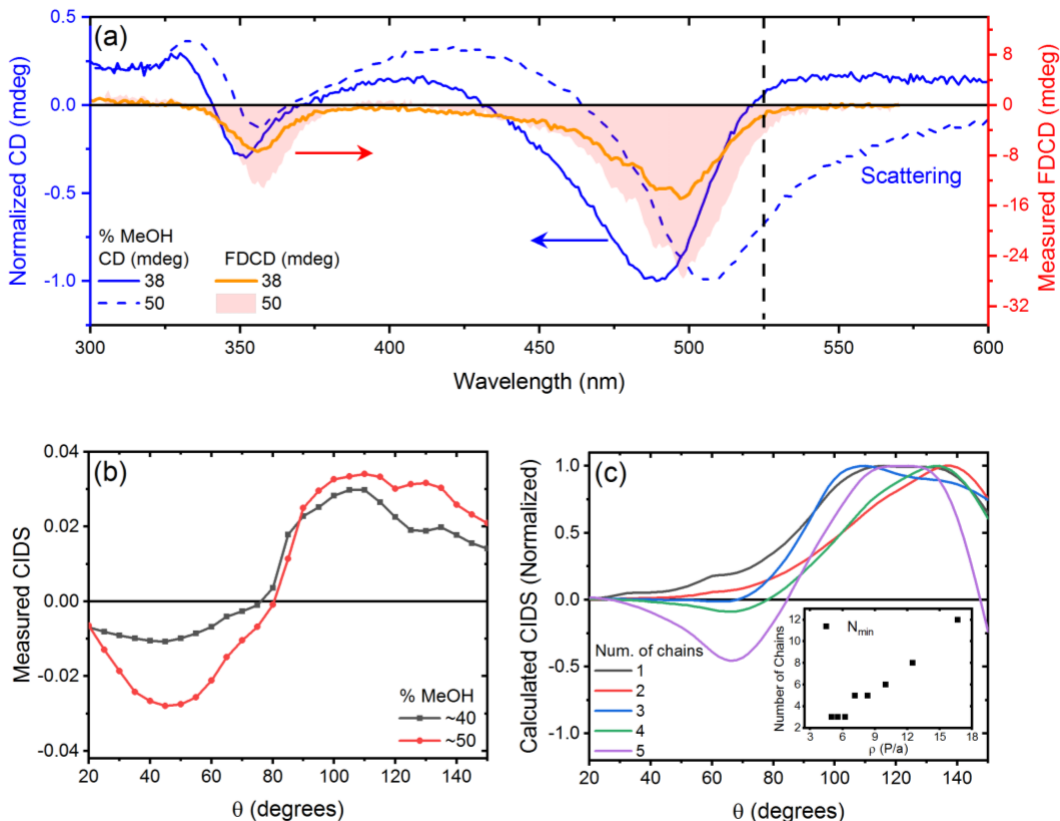 (a)
Normalized CD (mdeg)
0.5
0.0
-0.5
-1.0
8
0
-8
-16
-24
-32
Measured FDCD (mdeg)
Scattering
% MeOH
CD (mdeg) FDCD (mdeg)
38 38
50 50
300 350 400 450 500 550 600
Wavelength (nm)
(b)
Measured CIDS
0.04
0.02
0.00
-0.02
-0.04
% MeOH
~40
~50
20 40 60 80 100 120 140
θ (degrees)
(c)
Calculated CIDS (Normalized)
1.0
0.5
0.0
-0.5
-1.0
Num. of chains
1
2
3
4
5
Number of Chains
12
10
8
6
4
2
Nmin
3 6 9 12 15 18
ρ (P/a)
20 40 60 80 100 120 140
θ (degrees)